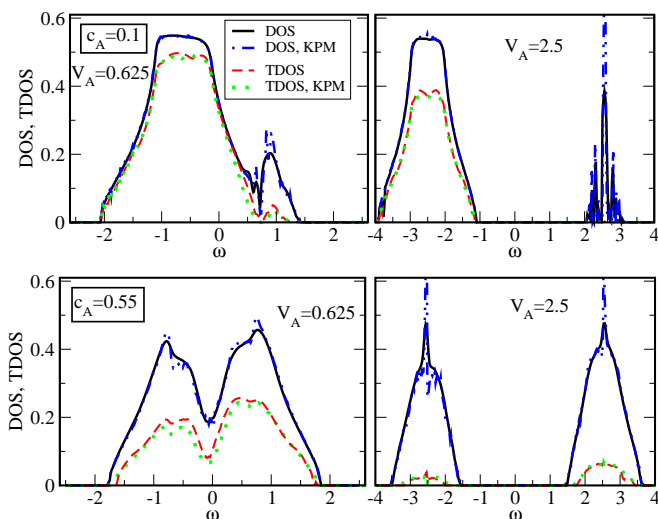 c_A=0.1
V_A=0.625
DOS
DOS, KPM
TDOS
TDOS, KPM
V_A=2.5
DOS, TDOS
0.6
0.4
0.2
0
-2 -1 0 1 2
ω
-4 -3 -2 -1 0 1 2 3 4
ω
c_A=0.55
V_A=0.625
V_A=2.5
DOS, TDOS
0.6
0.4
0.2
0
-2 -1 0 1 2
ω
-4 -3 -2 -1 0 1 2 3 4
ω